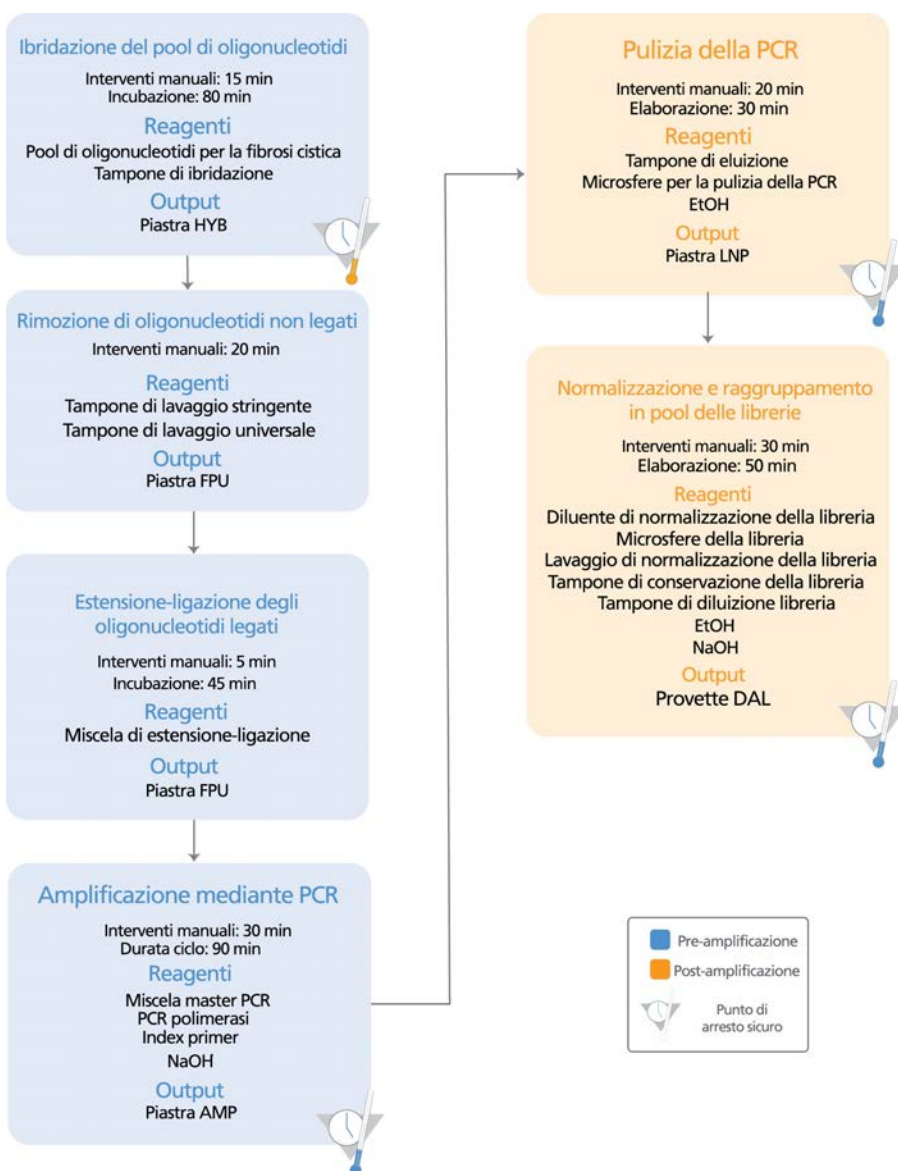 Ibridazione del pool di oligonucleotidi
Interventi manuali: 15 min
Incubazione: 80 min
Reagenti
Pool di oligonucleotidi per la fibrosi cistica
Tampone di ibridazione
Output
Piastra HYB
Rimozione di oligonucleotidi non legati
Interventi manuali: 20 min
Reagenti
Tampone di lavaggio stringente
Tampone di lavaggio universale
Output
Piastra FPU
Estensione-ligazione degli
oligonucleotidi legati
Interventi manuali: 5 min
Incubazione: 45 min
Reagenti
Miscela di estensione-ligazione
Output
Piastra FPU
Amplificazione mediante PCR
Interventi manuali: 30 min
Durata ciclo: 90 min
Reagenti
Miscela master PCR
PCR polimerasi
Index primer
NaOH
Output
Piastra AMP
Pulizia della PCR
Interventi manuali: 20 min
Elaborazione: 30 min
Reagenti
Tampone di eluizione
Microsfere per la pulizia della PCR
EtOH
Output
Piastra LNP
Normalizzazione e raggruppamento
in pool delle librerie
Interventi manuali: 30 min
Elaborazione: 50 min
Reagenti
Diluente di normalizzazione della libreria
Microsfere della libreria
Lavaggio di normalizzazione della libreria
Tampone di conservazione della libreria
Tampone di diluizione libreria
EtOH
NaOH
Output
Provette DAL
Pre-amplificazione
Post-amplificazione
Punto di
arresto sicuro